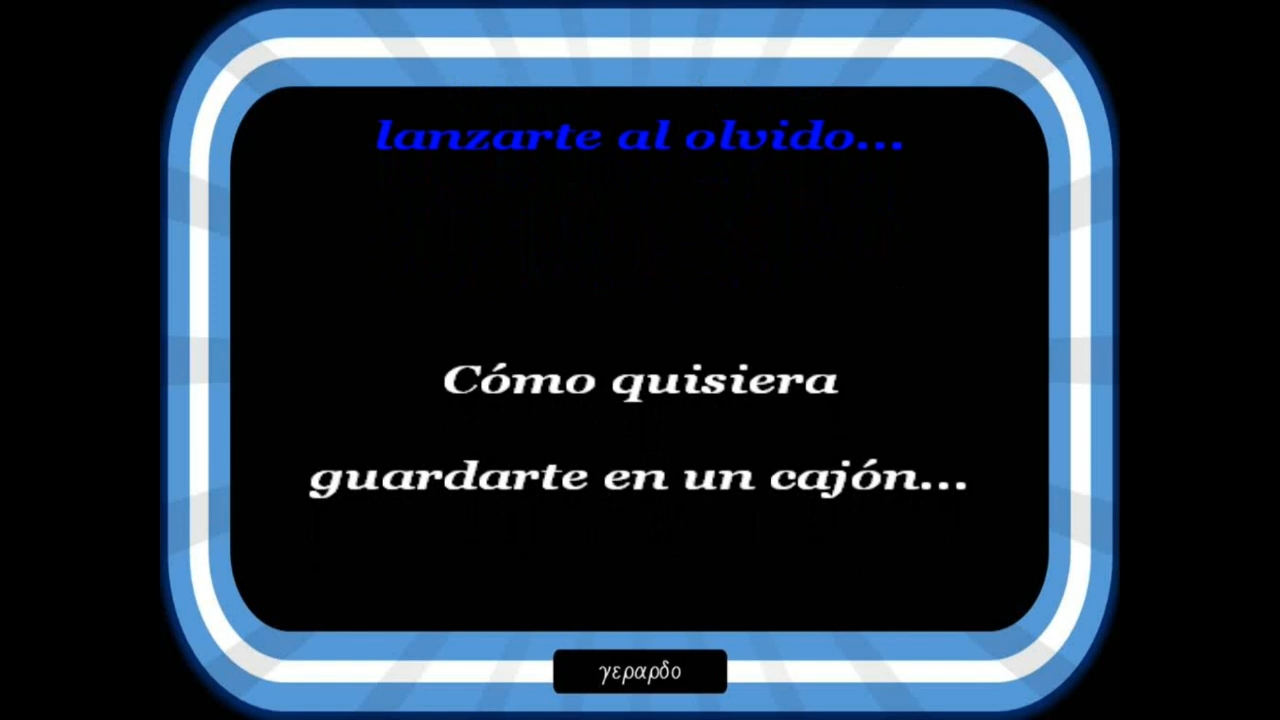 lanzarte al olvido...
Cómo quisiera
guardarte en un cajón...
γεραρδο